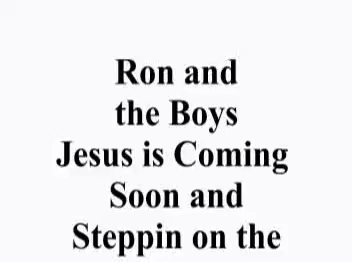 Ron and
the Boys
Jesus is Coming
Soon and
Steppin on the